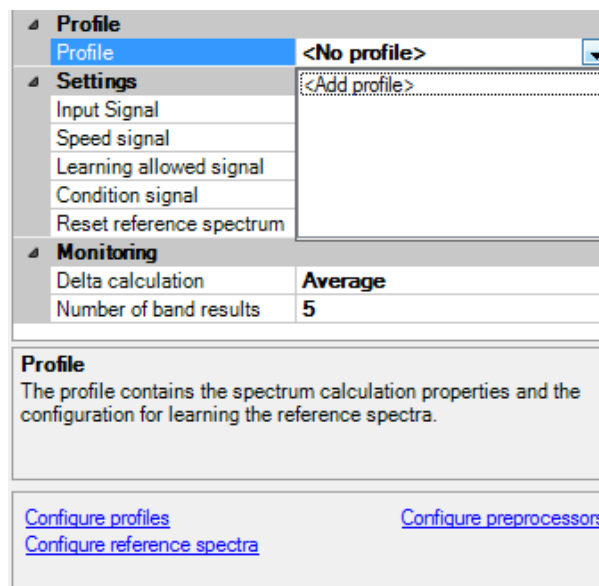 Profile
Profile <No profile>
Settings <Add profile>
Input Signal
Speed signal
Learning allowed signal
Condition signal
Reset reference spectrum
Monitoring
Delta calculation Average
Number of band results 5
Profile
The profile contains the spectrum calculation properties and the
configuration for learning the reference spectra.
Configure profiles Configure preprocessors
Configure reference spectra